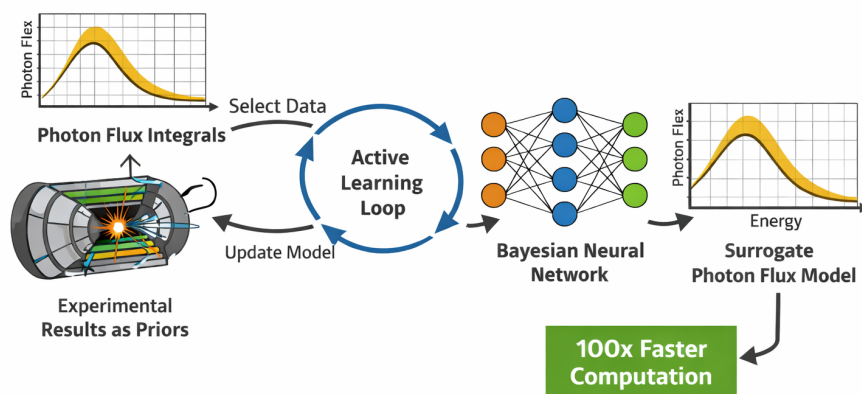 Photon Flex
Photon Flux Integrals
Select Data
Active
Learning
Loop
Update Model
Experimental
Results as Priors
Bayesian Neural
Network
Photon Flex
Energy
Surrogate
Photon Flux Model
100x Faster
Computation